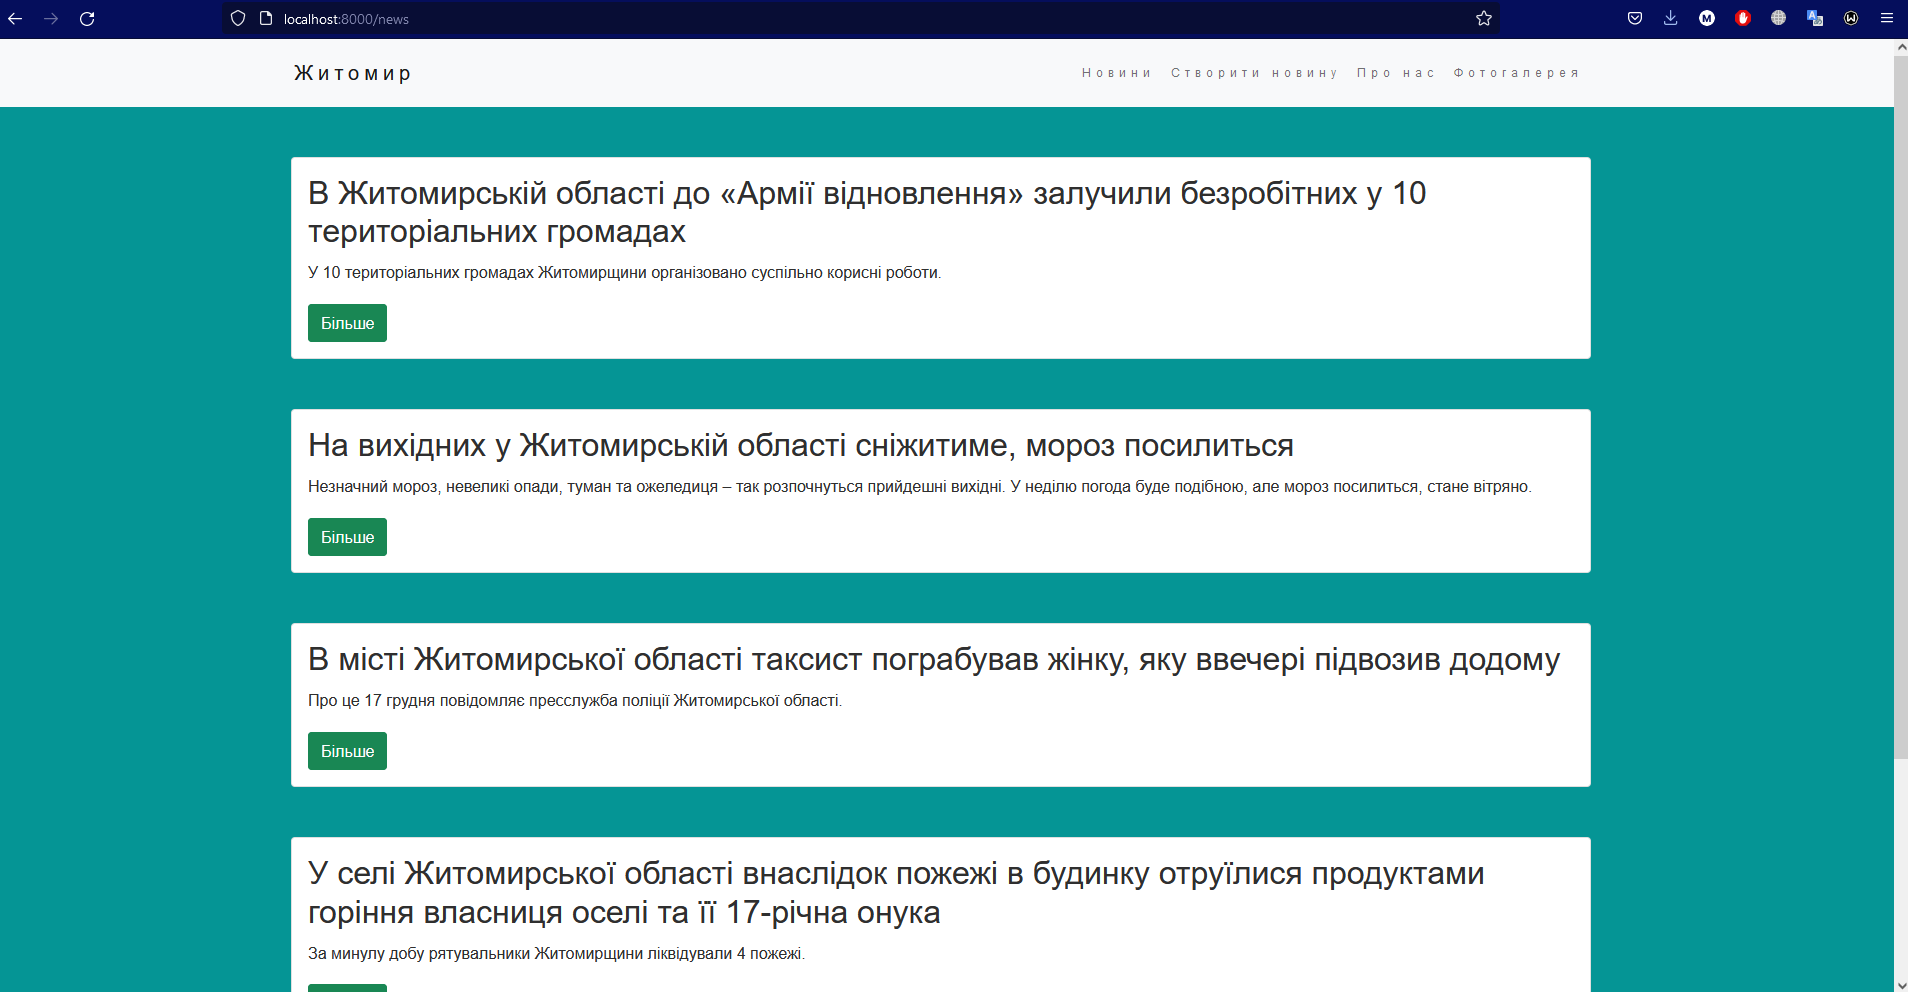 localhost:8000/news
Житомир
Новини Створити новину Про нас Фотогалерея
В Житомирській області до «Армії відновлення» залучили безробітних у 10
територіальних громадах
У 10 територіальних громадах Житомирщини організовано суспільно корисні роботи.
Більше
На вихідних у Житомирській області сніжитиме, мороз посилиться
Незначний мороз, невеликі опади, туман та ожеледиця – так розпочнуться прийдешні вихідні. У неділю погода буде подібною, але мороз посилиться, стане вітряно.
Більше
В місті Житомирської області таксист пограбував жінку, яку ввечері підвозив додому
Про це 17 грудня повідомляє пресслужба поліції Житомирської області.
Більше
У селі Житомирської області внаслідок пожежі в будинку отруїлися продуктами
горіння власниця оселі та її 17-річна онука
За минулу добу рятувальники Житомирщини ліквідували 4 пожежі.